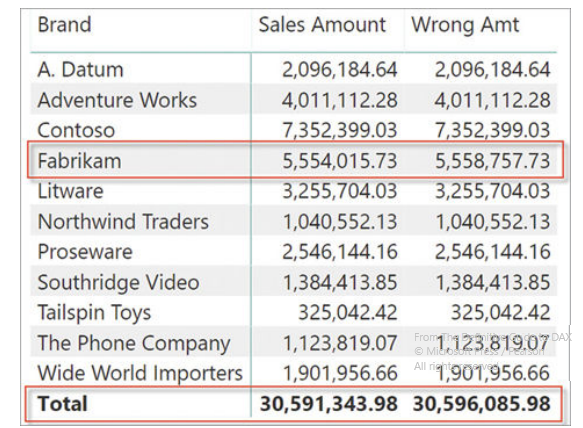 Brand Sales Amount Wrong Amt
A. Datum 2,096,184.64 2,096,184.64
Adventure Works 4,011,112.28 4,011,112.28
Contoso 7,352,399.03 7,352,399.03
Fabrikam 5,554,015.73 5,558,757.73
Litware 3,255,704.03 3,255,704.03
Northwind Traders 1,040,552.13 1,040,552.13
Proseware 2,546,144.16 2,546,144.16
Southridge Video 1,384,413.85 1,384,413.85
Tailspin Toys 325,042.42 325,042.42
The Phone Company 1,123,819.07 1,123,819.07
Wide World Importers 1,901,956.66 1,901,956.66
Total 30,591,343.98 30,596,085.98
From The Definitive Guide to DAX
© Microsoft Press / Pearson
All rights reserved